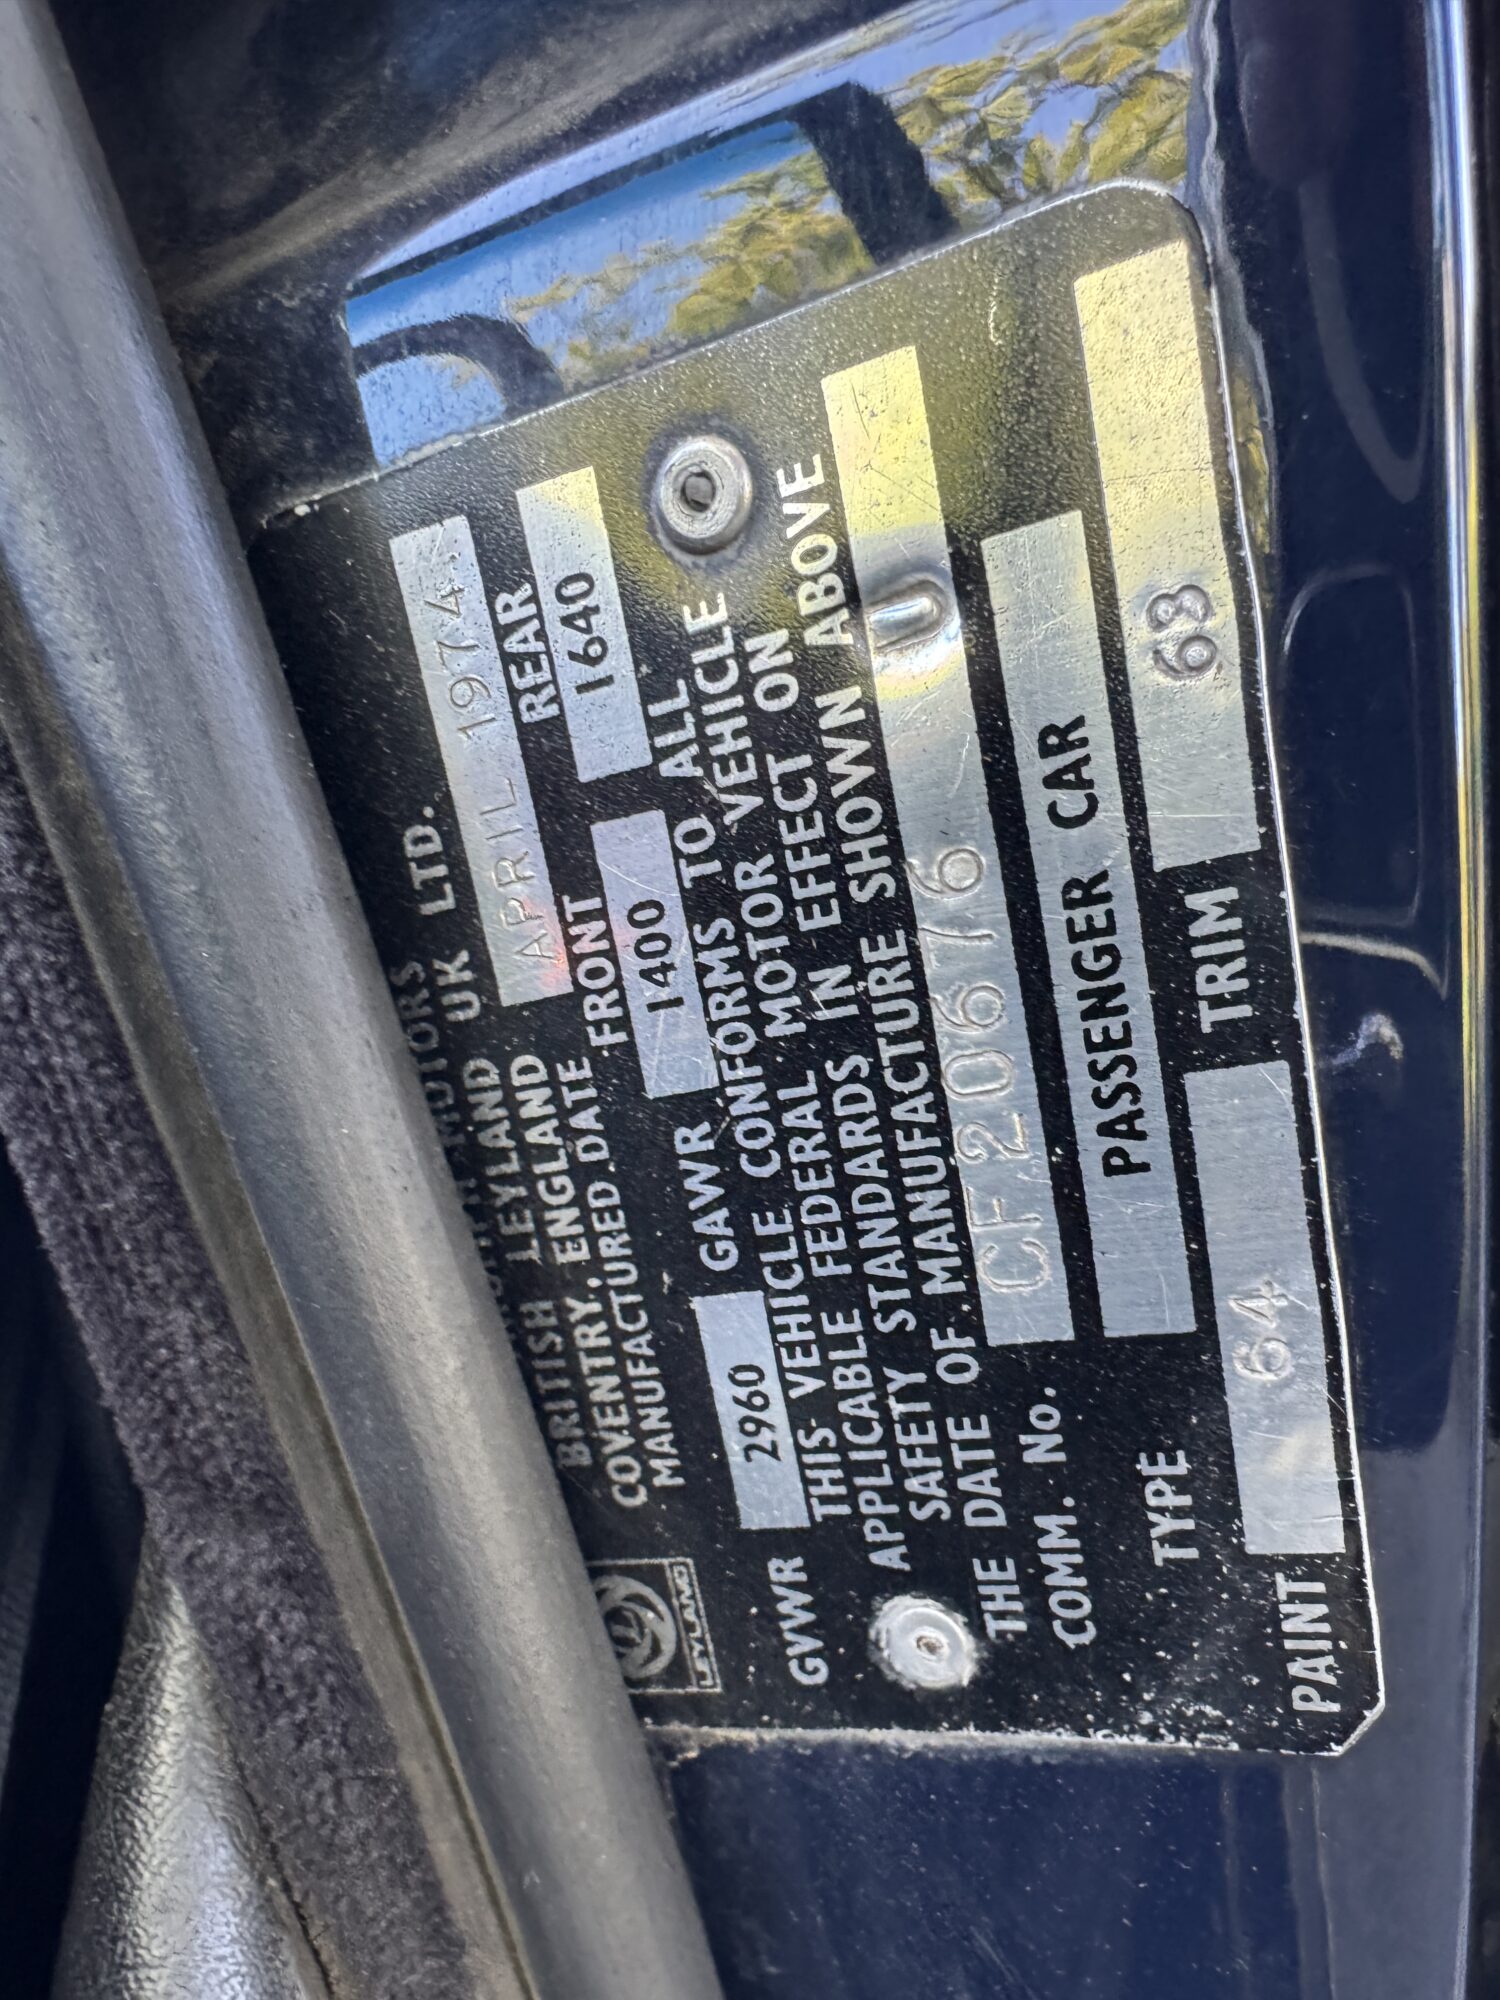 MOTORS
BRITISH LEYLAND UK LTD.
COVENTRY, ENGLAND
MANUFACTURED DATE APRIL 1974
LEYLAND
FRONT REAR
GVWR 2960 GAWR 1400 1640
THIS VEHICLE CONFORMS TO ALL
APPLICABLE FEDERAL MOTOR VEHICLE
SAFETY STANDARDS IN EFFECT ON
THE DATE OF MANUFACTURE SHOWN ABOVE
COMM. No. CF20676 U
TYPE PASSENGER CAR
PAINT 64 TRIM 63